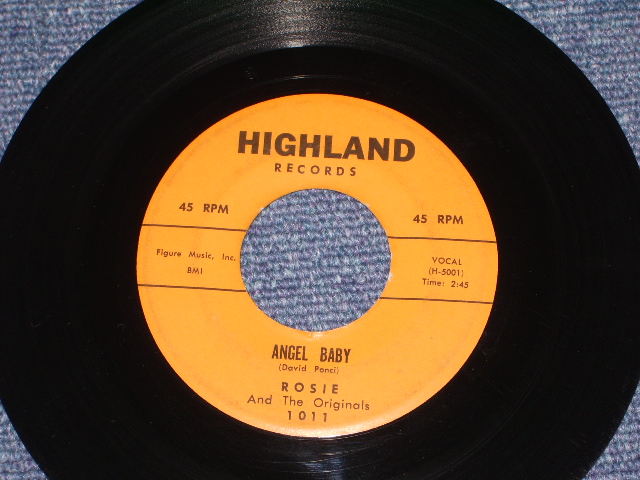 HIGHLAND
RECORDS
45 RPM
45 RPM
Figure Music, Inc.
BMI
VOCAL
(H-5001)
Time: 2:45
ANGEL BABY
(David Ponci)
ROSIE
And The Originals
1011